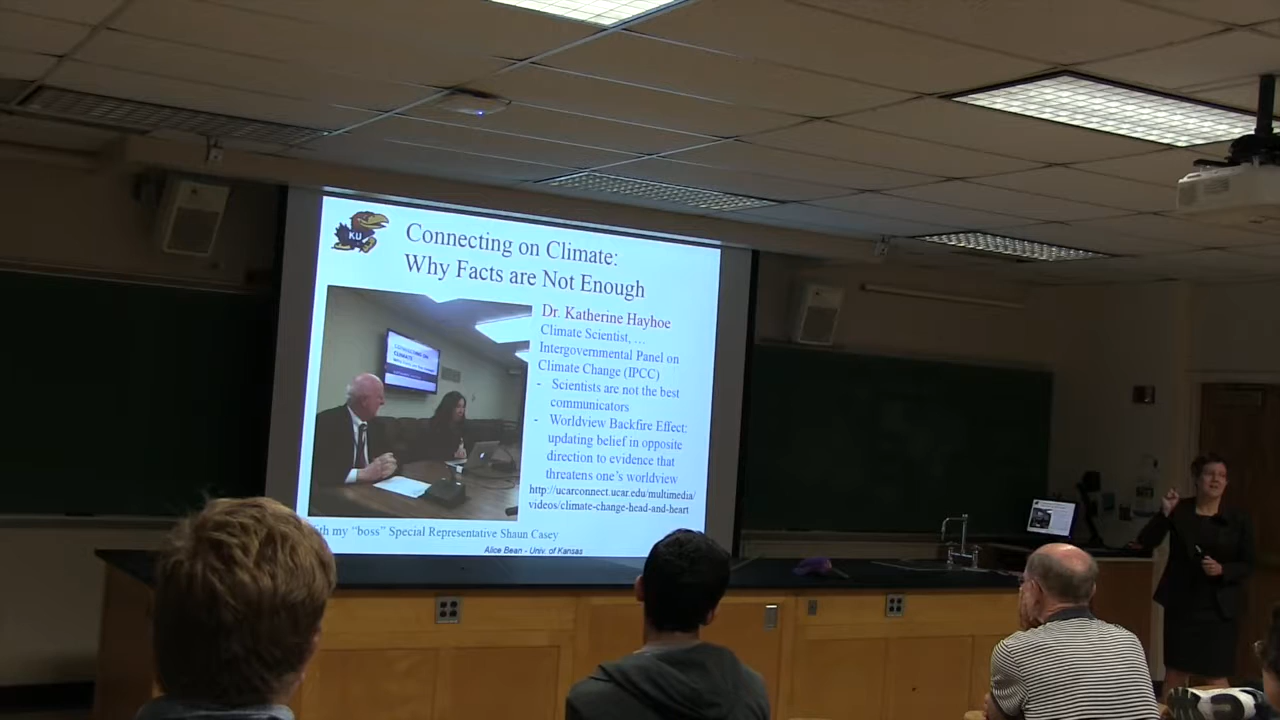 KU
Connecting on Climate:
Why Facts are Not Enough
CONNECTING ON
CLIMATE
Dr. Katherine Hayhoe
Climate Scientist, …
Intergovernmental Panel on
Climate Change (IPCC)
- Scientists are not the best
communicators
- Worldview Backfire Effect:
updating belief in opposite
direction to evidence that
threatens one's worldview
http://ucarconnect.ucar.edu/multimedia/
videos/climate-change-head-and-heart
my "boss" Special Representative Shaun Casey
Alice Bean - Univ. of Kansas